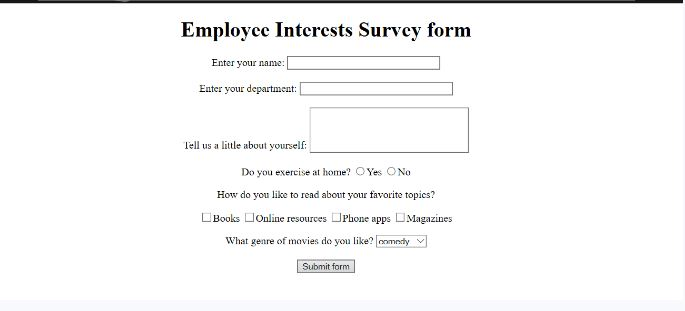 Employee Interests Survey form
Enter your name:
Enter your department:
Tell us a little about yourself:
Do you exercise at home? Yes No
How do you like to read about your favorite topics?
Books Online resources Phone apps Magazines
What genre of movies do you like? comedy
Submit form